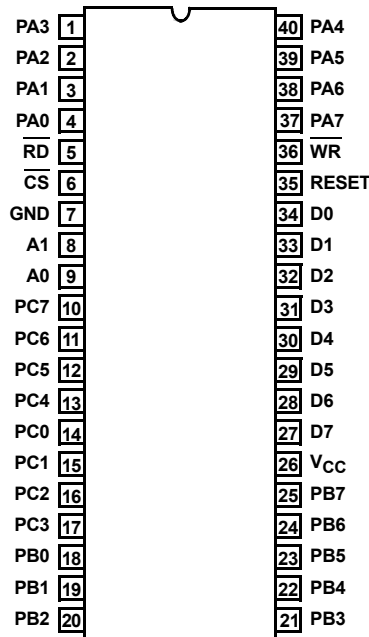 PA3 1 40 PA4
PA2 2 39 PA5
PA1 3 38 PA6
PA0 4 37 PA7
RD 5 36 WR
CS 6 35 RESET
GND 7 34 D0
A1 8 33 D1
A0 9 32 D2
PC7 10 31 D3
PC6 11 30 D4
PC5 12 29 D5
PC4 13 28 D6
PC0 14 27 D7
PC1 15 26 VCC
PC2 16 25 PB7
PC3 17 24 PB6
PB0 18 23 PB5
PB1 19 22 PB4
PB2 20 21 PB3